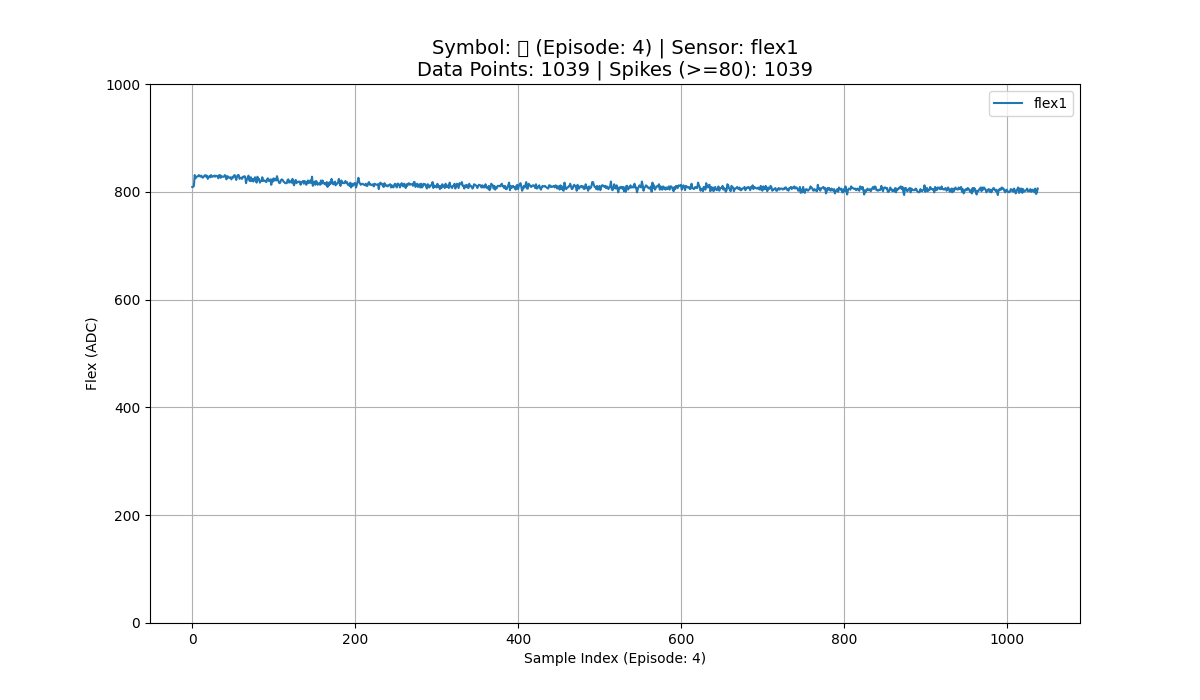 Symbol: (Episode: 4) | Sensor: flex1
Data Points: 1039 | Spikes (>=80): 1039
flex1
Flex (ADC)
1000
800
600
400
200
0
0 200 400 600 800 1000
Sample Index (Episode: 4)